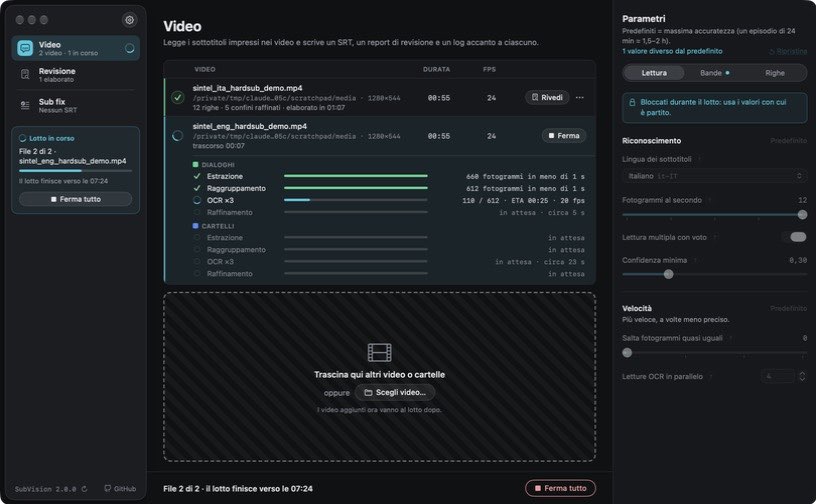 Video
2 video · 1 in corso
Revisione
1 elaborato
Sub fix
Nessun SRT
Lotto in corso
File 2 di 2 ·
sintel_eng_hardsub_demo.mp4
Il lotto finisce verso le 07:24
Ferma tutto
SubVision 2.0.0
GitHub
Video
Legge i sottotitoli impressi nei video e scrive un SRT, un report di revisione e un log accanto a ciascuno.
VIDEO DURATA FPS
sintel_ita_hardsub_demo.mp4
/private/tmp/claude…05c/scratchpad/media · 1280×544
12 righe · 5 confini raffinati · elaborato in 01:07
00:55 24 Rivedi
sintel_eng_hardsub_demo.mp4
/private/tmp/claude…05c/scratchpad/media · 1280×544
trascorso 00:07
00:55 24 Ferma
DIALOGHI
Estrazione 660 fotogrammi in meno di 1 s
Raggruppamento 612 fotogrammi in meno di 1 s
OCR ×3 110 / 612 · ETA 00:25 · 20 fps
Raffinamento in attesa · circa 5 s
CARTELLI
Estrazione in attesa
Raggruppamento in attesa
OCR ×3 in attesa · circa 23 s
Raffinamento in attesa
Trascina qui altri video o cartelle
oppure Scegli video…
I video aggiunti ora vanno al lotto dopo.
File 2 di 2 · il lotto finisce verso le 07:24
Ferma tutto
Parametri
Predefiniti = massima accuratezza (un episodio di 24
min ≈ 1,5–2 h).
1 valore diverso dal predefinito Ripristina
Lettura Bande Righe
Bloccati durante il lotto: usa i valori con cui
è partito.
Riconoscimento Predefinito
Lingua dei sottotitoli
Italiano it-IT
Fotogrammi al secondo 12
Lettura multipla con voto
Confidenza minima 0,30
Velocità Predefinito
Più veloce, a volte meno preciso.
Salta fotogrammi quasi uguali 0
Letture OCR in parallelo 4